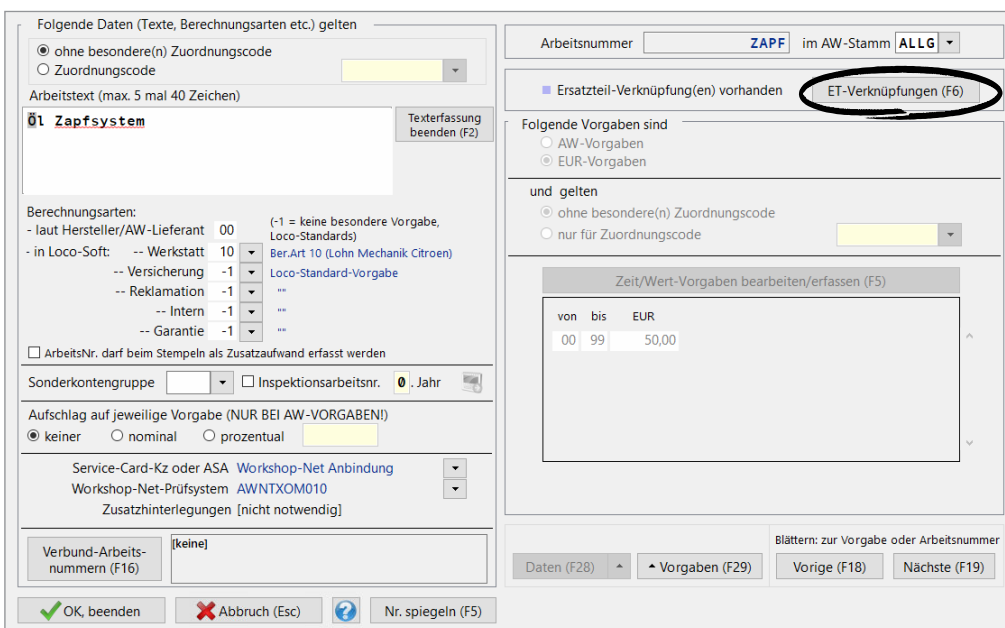 Folgende Daten (Texte, Berechnungsarten etc.) gelten
ohne besondere(n) Zuordnungscode
Zuordnungscode
Arbeitstext (max. 5 mal 40 Zeichen)
Öl Zapfsystem
Texterfassung
beenden (F2)
Berechnungsarten:
- laut Hersteller/AW-Lieferant 00
(-1 = keine besondere Vorgabe,
Loco-Standards)
- in Loco-Soft: -- Werkstatt 10 Ber.Art 10 (Lohn Mechanik Citroen)
-- Versicherung -1 Loco-Standard-Vorgabe
-- Reklamation -1 ""
-- Intern -1 ""
-- Garantie -1 ""
ArbeitsNr. darf beim Stempeln als Zusatzaufwand erfasst werden
Sonderkontengruppe Inspektionsarbeitsnr. 0 . Jahr
Aufschlag auf jeweilige Vorgabe (NUR BEI AW-VORGABEN!)
keiner nominal prozentual
Service-Card-Kz oder ASA Workshop-Net Anbindung
Workshop-Net-Prüfsystem AWNTXOM010
Zusatzhinterlegungen [nicht notwendig]
Verbund-Arbeits-
nummern (F16)
[keine]
OK, beenden Abbruch (Esc) ? Nr. spiegeln (F5)
Arbeitsnummer ZAPF im AW-Stamm ALLG
Ersatzteil-Verknüpfung(en) vorhanden ET-Verknüpfungen (F6)
Folgende Vorgaben sind
AW-Vorgaben
EUR-Vorgaben
und gelten
ohne besondere(n) Zuordnungscode
nur für Zuordnungscode
Zeit/Wert-Vorgaben bearbeiten/erfassen (F5)
von bis EUR
00 99 50,00
Blättern: zur Vorgabe oder Arbeitsnummer
Daten (F28) Vorgaben (F29) Vorige (F18) Nächste (F19)